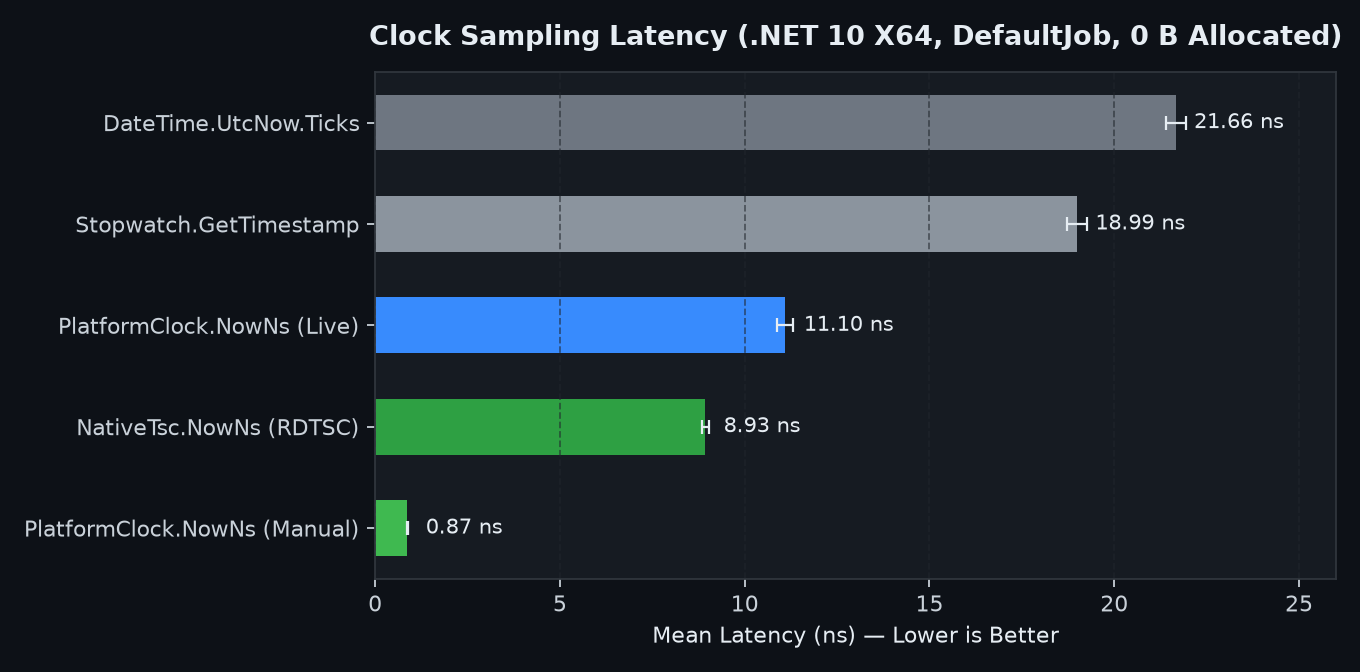 Clock Sampling Latency (.NET 10 X64, DefaultJob, 0 B Allocated)
DateTime.UtcNow.Ticks
21.66 ns
Stopwatch.GetTimestamp
18.99 ns
PlatformClock.NowNs (Live)
11.10 ns
NativeTsc.NowNs (RDTSC)
8.93 ns
PlatformClock.NowNs (Manual)
0.87 ns
0 5 10 15 20 25
Mean Latency (ns) — Lower is Better